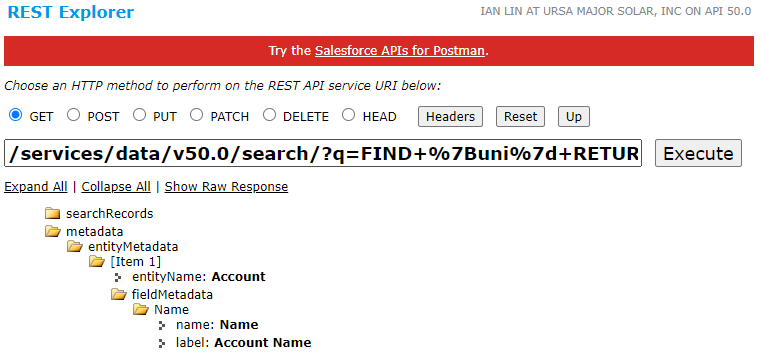 REST Explorer
IAN LIN AT URSA MAJOR SOLAR, INC ON API 50.0
Try the Salesforce APIs for Postman.
Choose an HTTP method to perform on the REST API service URI below:
GET POST PUT PATCH DELETE HEAD Headers Reset Up
/services/data/v50.0/search/?q=FIND+%7Buni%7d+RETUR Execute
Expand All | Collapse All | Show Raw Response
searchRecords
metadata
entityMetadata
[Item 1]
entityName: Account
fieldMetadata
Name
name: Name
label: Account Name